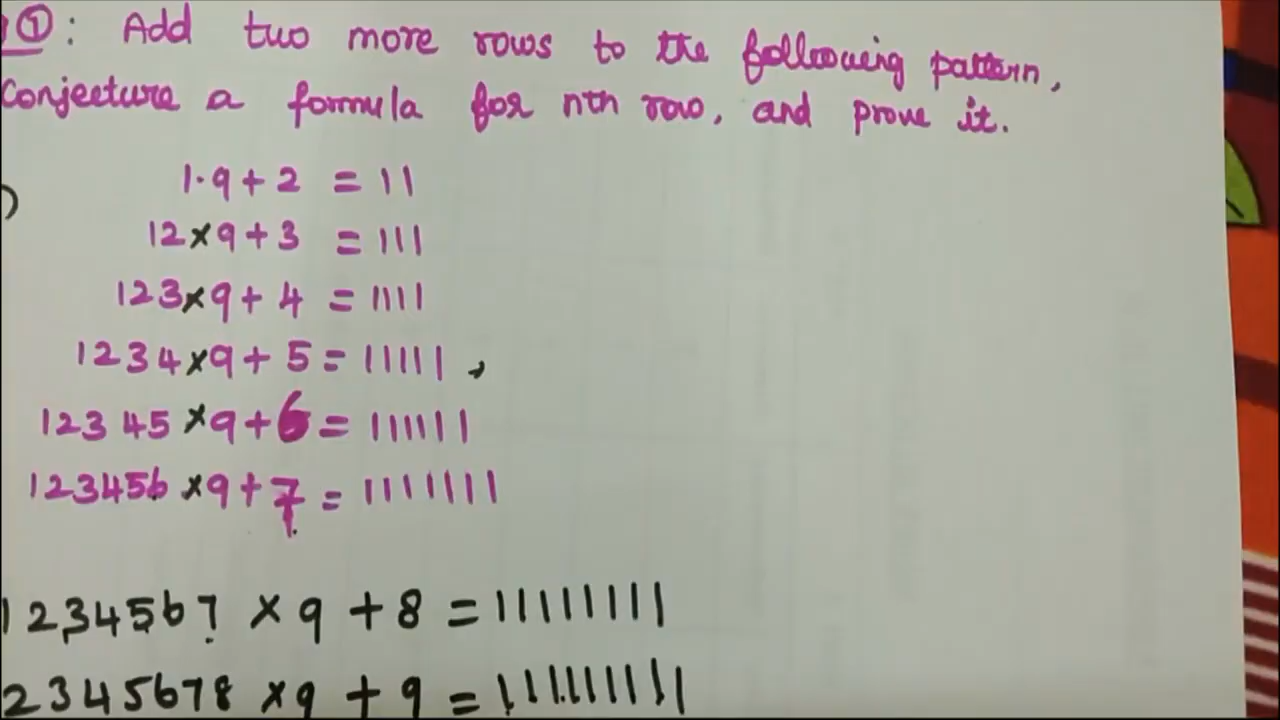 ①: Add two more rows to the following pattern,
Conjecture a formula for nth row, and prove it.
)
1·9+2 = 11
12×9+3 = 111
123×9+4 = 1111
1234×9+5 = 11111,
12345×9+6 = 111111
123456×9+7 = 1111111
1234567 × 9 + 8 = 11111111
2345678 × 9 + 9 = 111111111